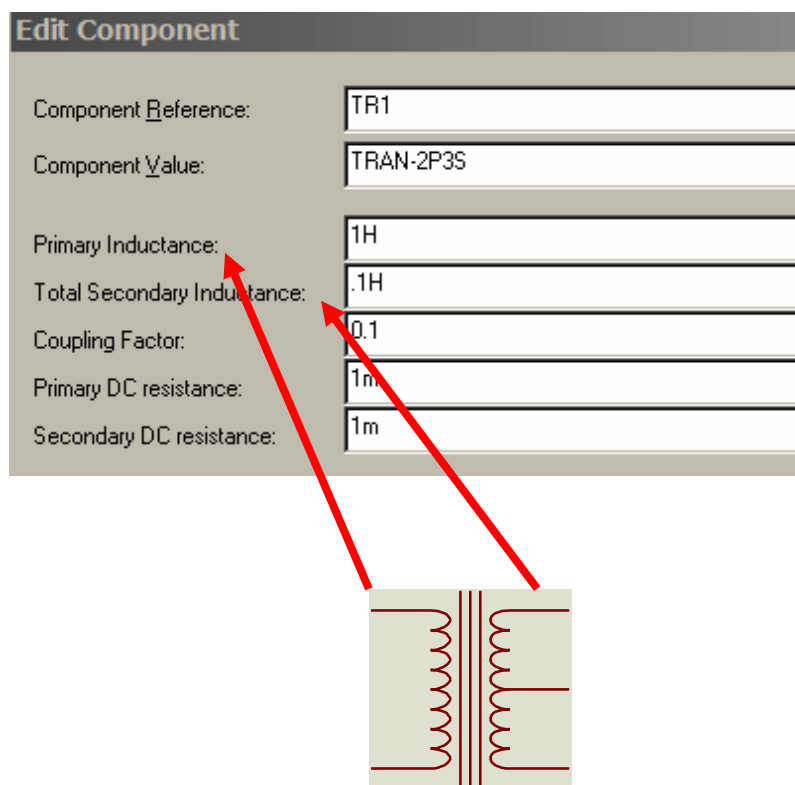 Edit Component
Component Reference: TR1
Component Value: TRAN-2P3S
Primary Inductance: 1H
Total Secondary Inductance: .1H
Coupling Factor: 0.1
Primary DC resistance: 1m
Secondary DC resistance: 1m